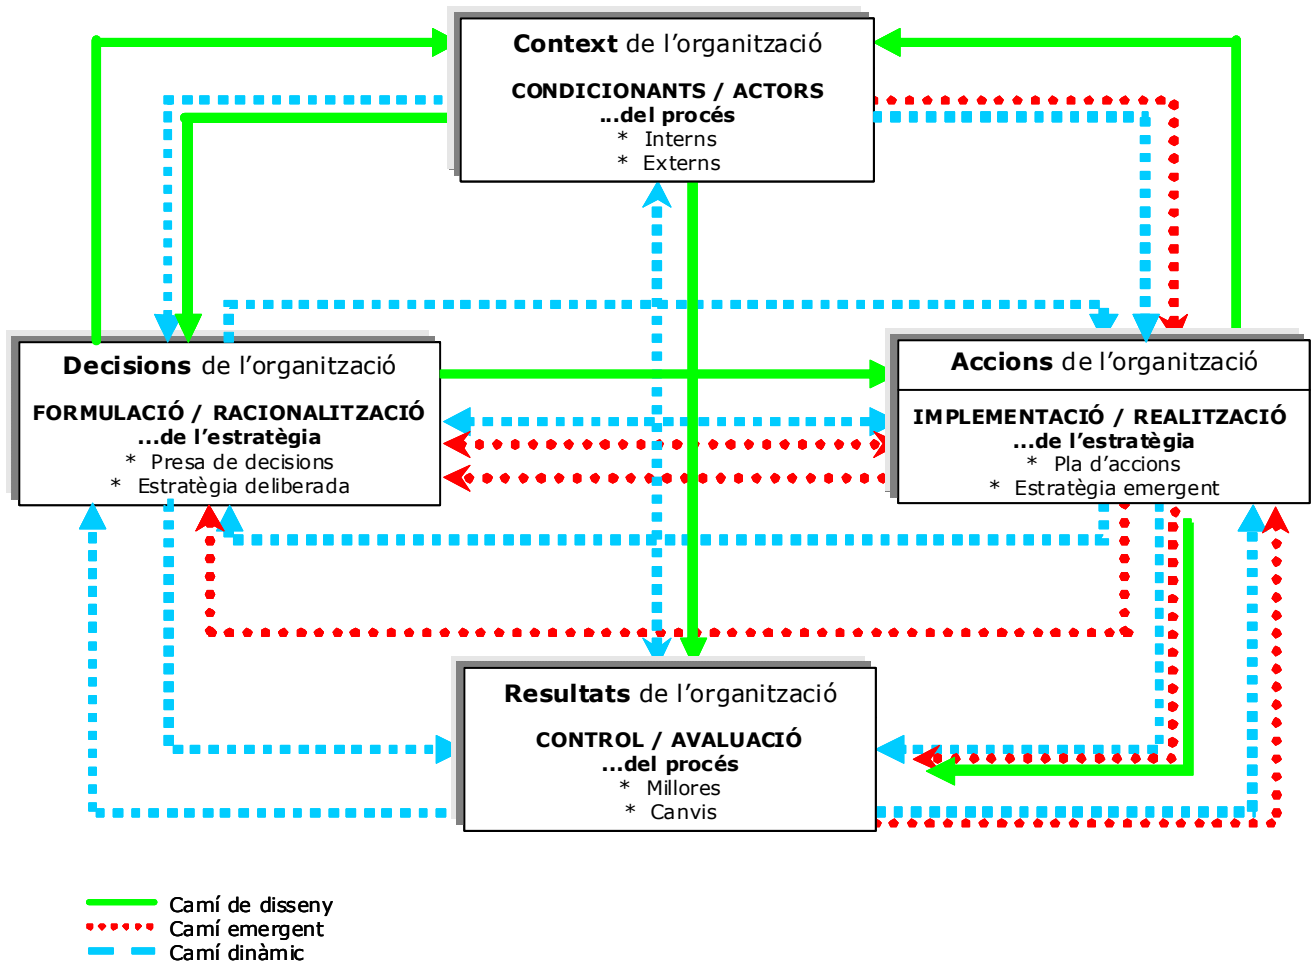 Context de l'organització
CONDICIONANTS / ACTORS
...del procés
* Interns
* Externs
Decisions de l'organització
FORMULACIÓ / RACIONALITZACIÓ
...de l'estratègia
* Presa de decisions
* Estratègia deliberada
Accions de l'organització
IMPLEMENTACIÓ / REALITZACIÓ
...de l'estratègia
* Pla d'accions
* Estratègia emergent
Resultats de l'organització
CONTROL / AVALUACIÓ
...del procés
* Millores
* Canvis
Camí de disseny
Camí emergent
Camí dinàmic